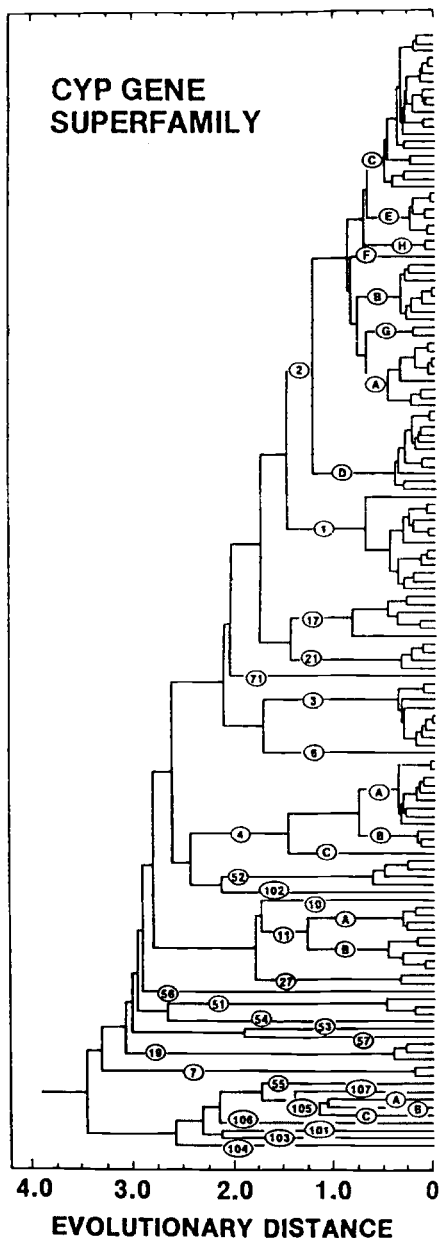 CYP GENE
SUPERFAMILY
C
E
H
F
B
G
A
2
D
1
17
21
71
3
6
A
4
B
C
52
102
10
A
11
B
27
56
51
54
53
57
19
7
55
107
A
105
B
C
106
101
103
104
4.0 3.0 2.0 1.0 0
EVOLUTIONARY DISTANCE